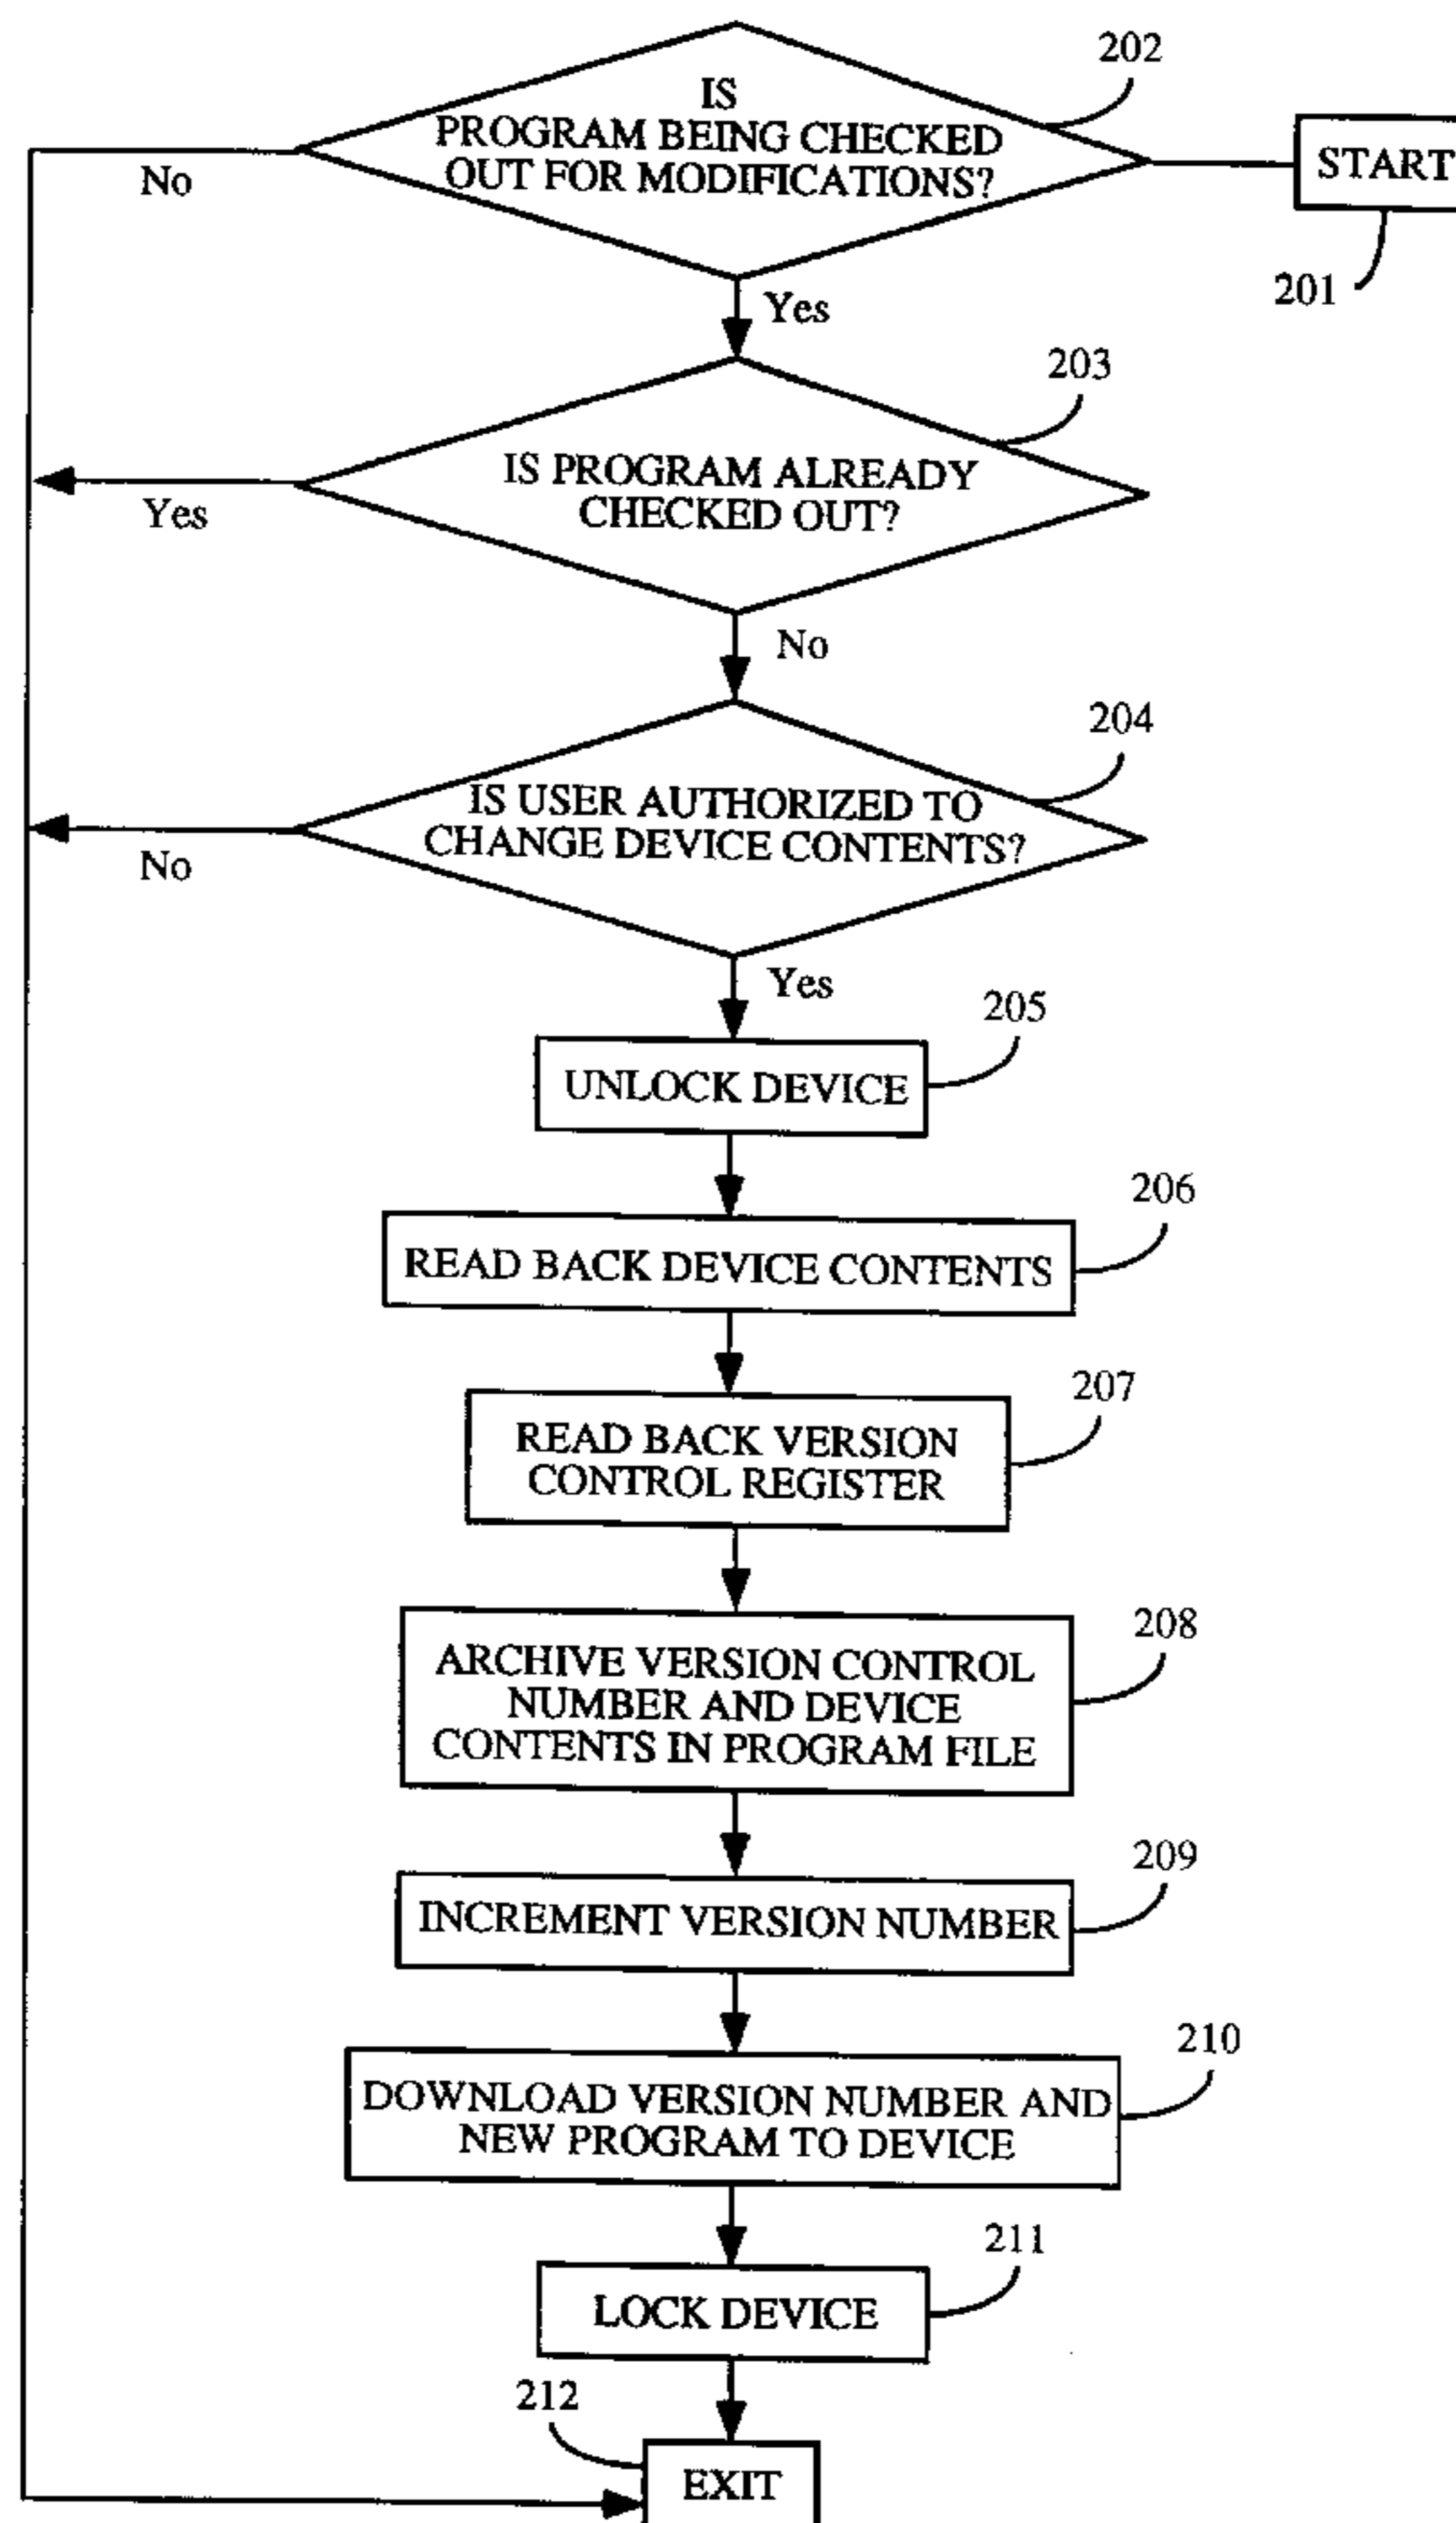 202
IS
PROGRAM BEING CHECKED
OUT FOR MODIFICATIONS?
START
201
No
Yes
203
IS PROGRAM ALREADY
CHECKED OUT?
Yes
No
204
IS USER AUTHORIZED TO
CHANGE DEVICE CONTENTS?
No
Yes
205
UNLOCK DEVICE
206
READ BACK DEVICE CONTENTS
207
READ BACK VERSION
CONTROL REGISTER
208
ARCHIVE VERSION CONTROL
NUMBER AND DEVICE
CONTENTS IN PROGRAM FILE
209
INCREMENT VERSION NUMBER
210
DOWNLOAD VERSION NUMBER AND
NEW PROGRAM TO DEVICE
211
LOCK DEVICE
212
EXIT